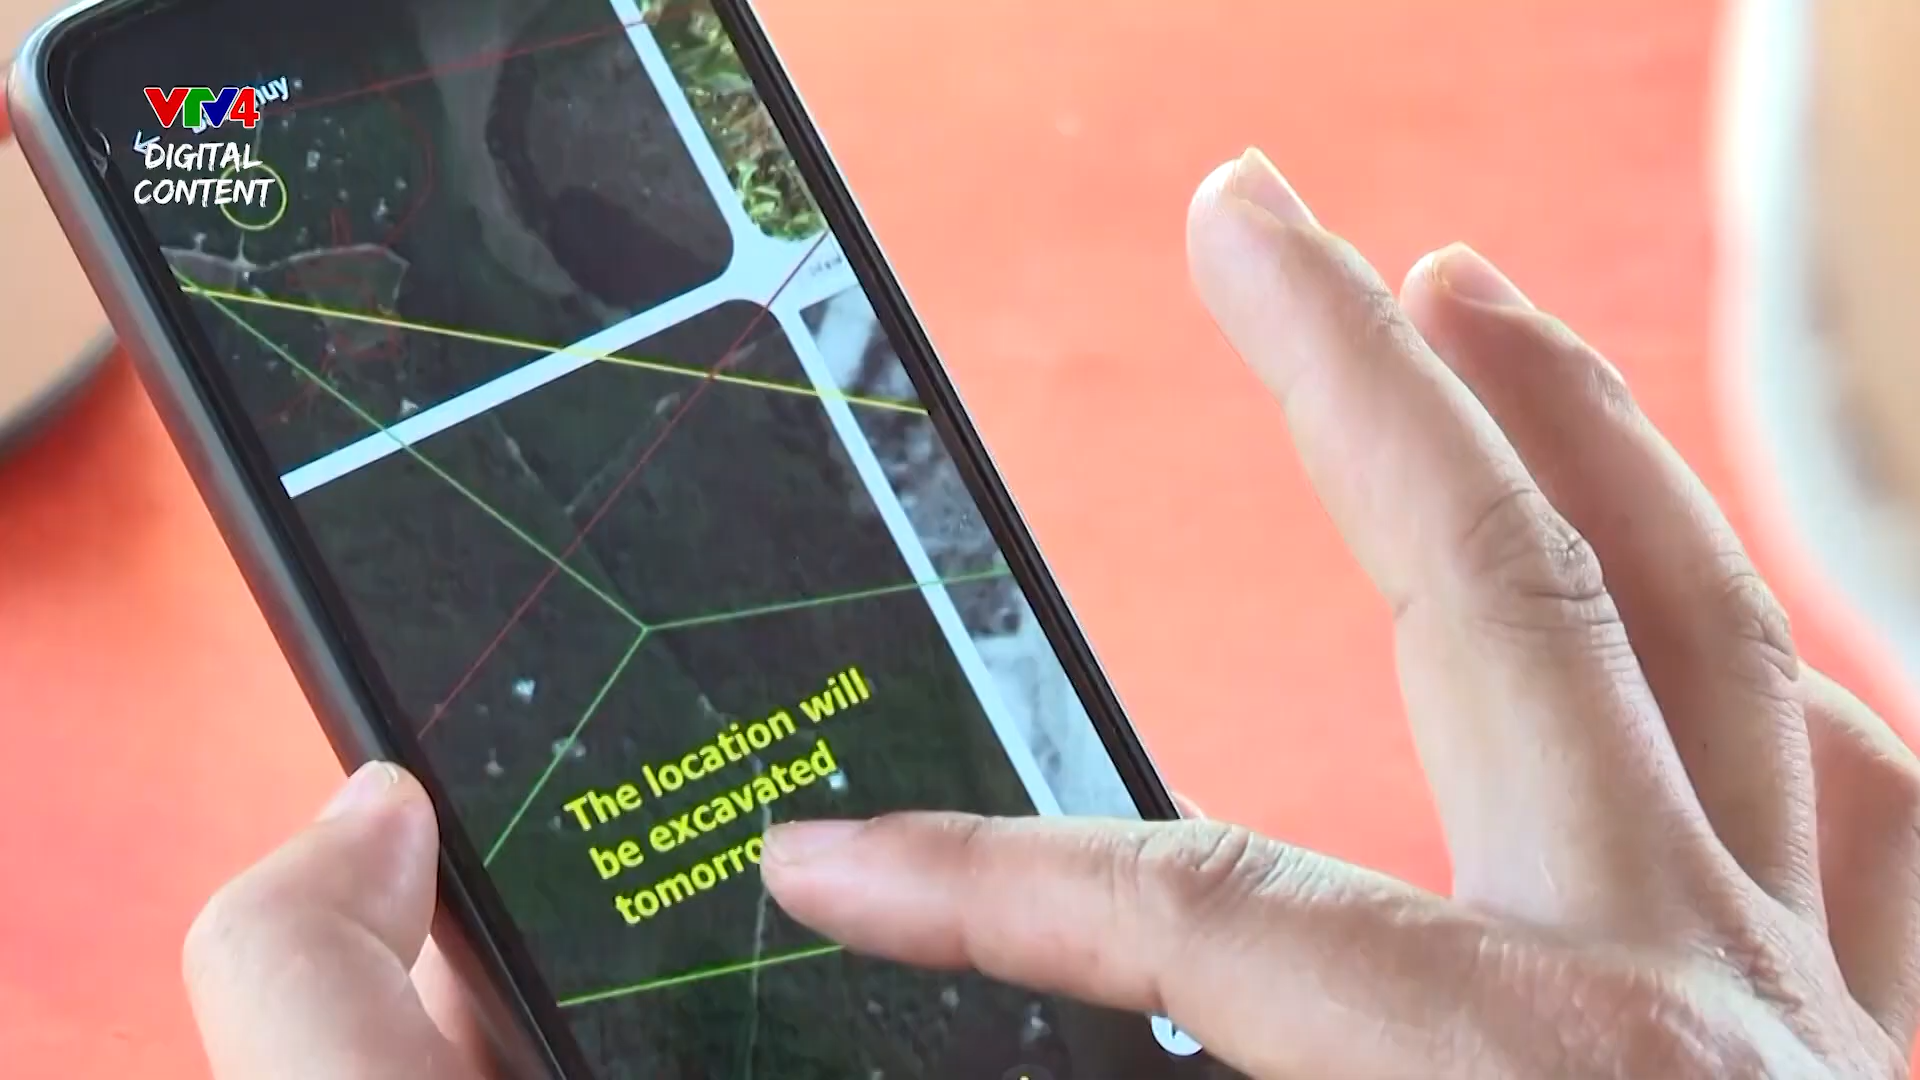 VTV4
DIGITAL
CONTENT
The location will
be excavated